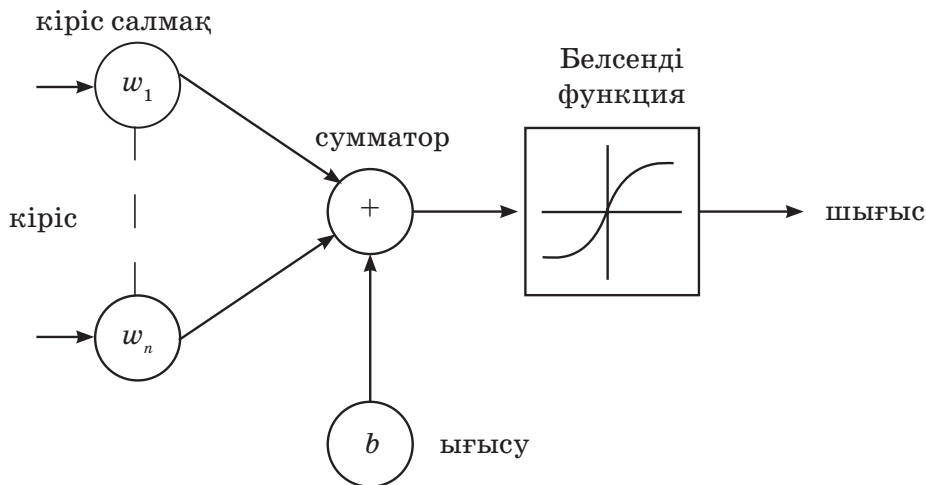 кіріс салмақ
w1
Белсенді
функция
сумматор
+
кіріс
шығыс
wn
b
ығысу